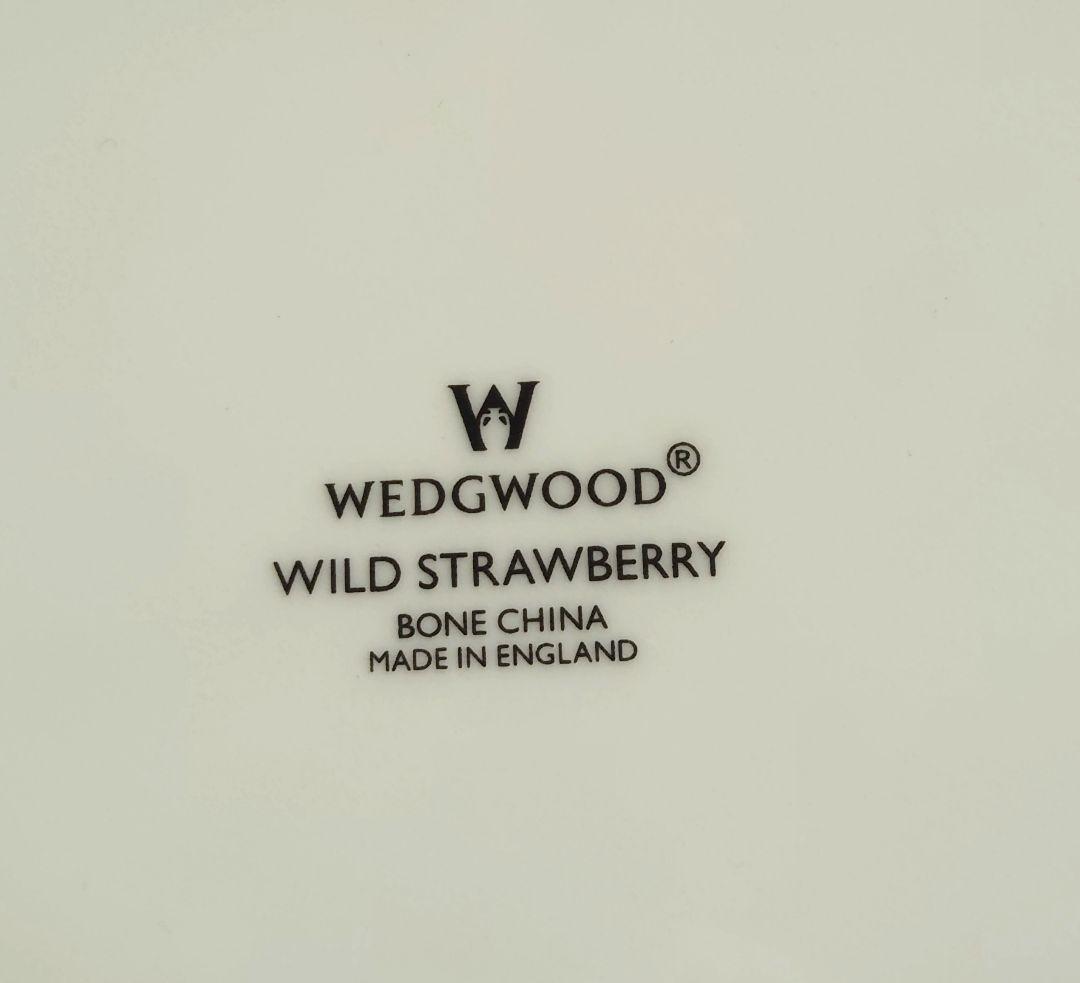 W
WEDGWOOD®
WILD STRAWBERRY
BONE CHINA
MADE IN ENGLAND